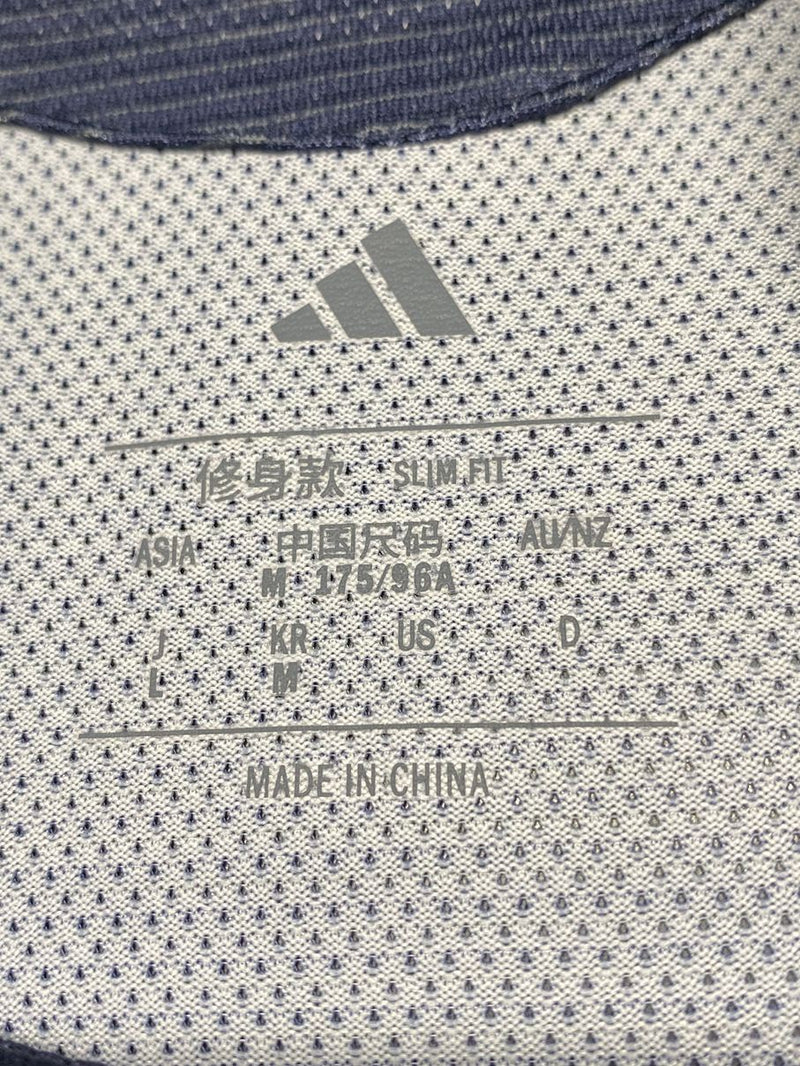 修身款 SLIM FIT
ASIA 中国尺码 AU/NZ
M 175/96A
J KR US D
L M
MADE IN CHINA